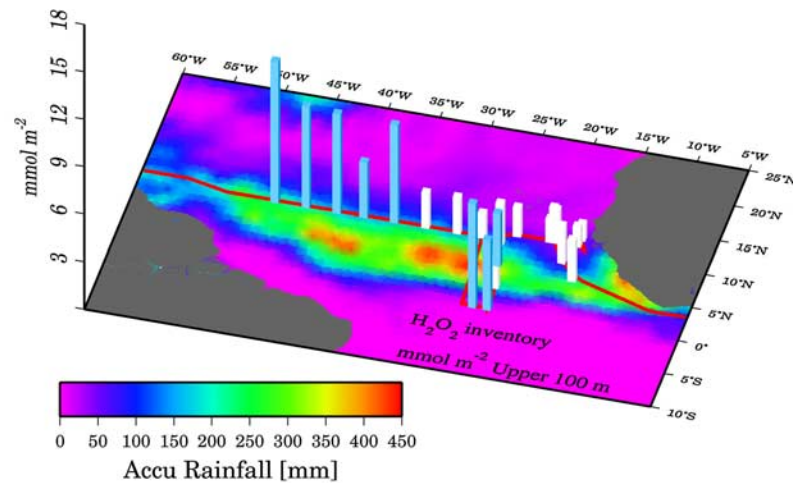 18
15
12
9
6
3
mmol m-2
60°W
55°W
50°W
45°W
40°W
35°W
30°W
25°W
20°W
15°W
10°W
5°W
25°N
20°N
15°N
10°N
5°N
0°
5°S
10°S
H2O2 inventory
mmol m-2 Upper 100 m
0 50 100 150 200 250 300 350 400 450
Accu Rainfall [mm]